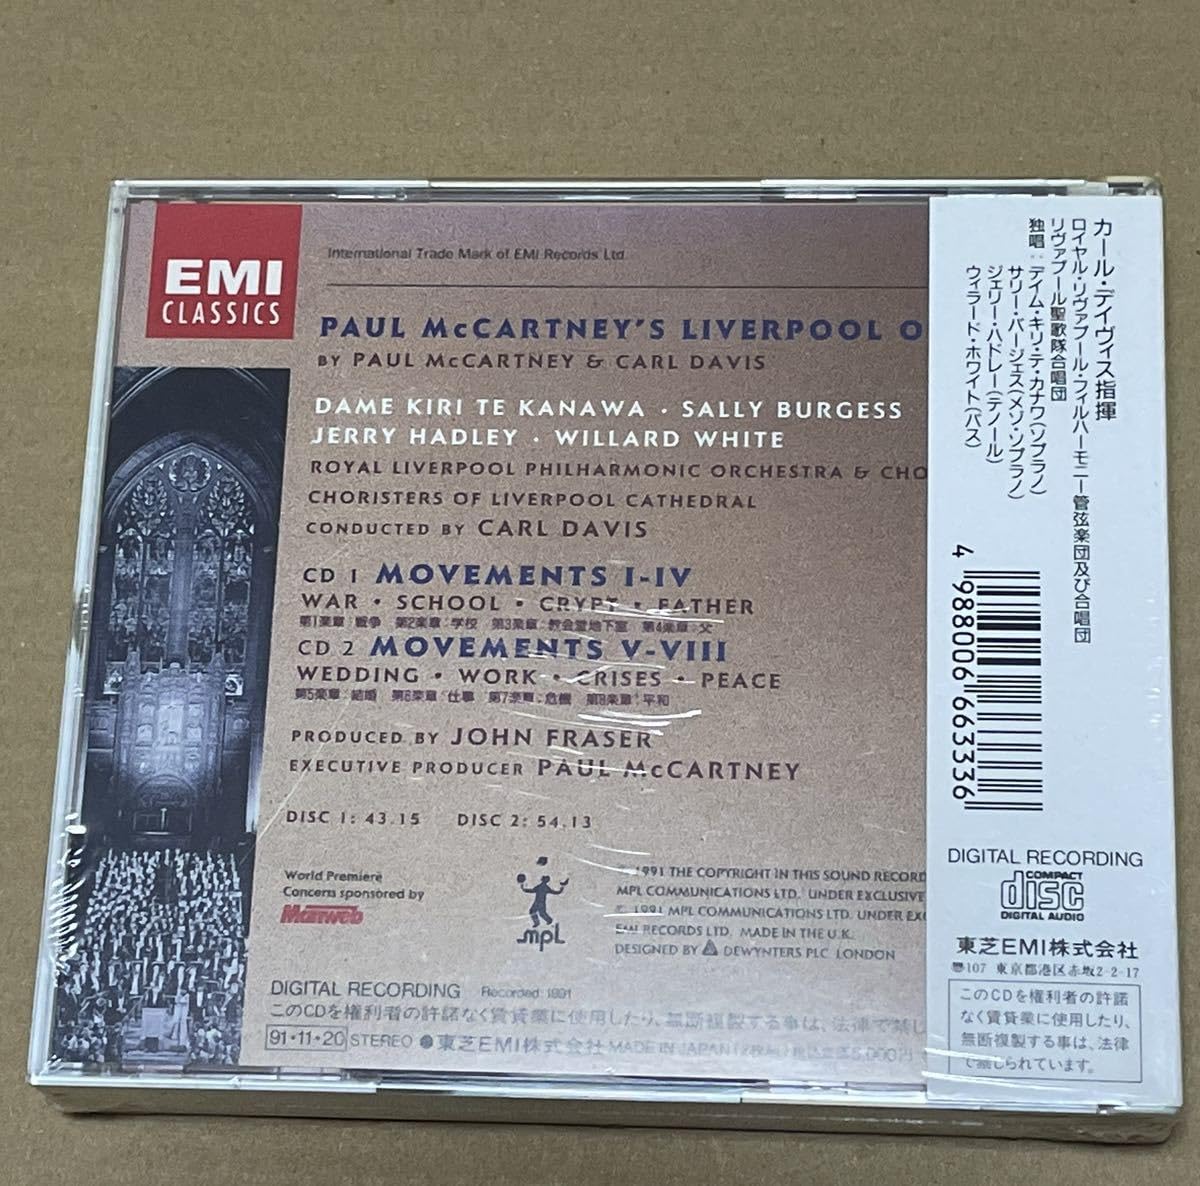 EMI
CLASSICS
International Trade Mark of EMI Records Ltd.
PAUL McCARTNEY'S LIVERPOOL O
BY PAUL McCARTNEY & CARL DAVIS
DAME KIRI TE KANAWA · SALLY BURGESS
JERRY HADLEY · WILLARD WHITE
ROYAL LIVERPOOL PHILHARMONIC ORCHESTRA & CHO
CHORISTERS OF LIVERPOOL CATHEDRAL
CONDUCTED BY CARL DAVIS
CD 1 MOVEMENTS I-IV
WAR · SCHOOL · CRYPT · FATHER
第1楽章:戦争 第2楽章:学校 第3楽章:教会堂地下室 第4楽章:父
CD 2 MOVEMENTS V-VIII
WEDDING · WORK · CRISES · PEACE
第5楽章:結婚 第6楽章:仕事 第7楽章:危機 第8楽章:平和
PRODUCED BY JOHN FRASER
EXECUTIVE PRODUCER PAUL McCARTNEY
DISC 1: 43.15 DISC 2: 54.13
World Premiere
Concerts sponsored by
Manweb
mpl
℗ 1991 THE COPYRIGHT IN THIS SOUND RECORD
MPL COMMUNICATIONS LTD. UNDER EXCLUSIVE
© 1991 MPL COMMUNICATIONS LTD. UNDER EXC
EMI RECORDS LTD. MADE IN THE U.K.
DESIGNED BY DEWYNTERS PLC LONDON
DIGITAL RECORDING Recorded: 1991
このCDを権利者の許諾なく賃貸業に使用したり、無断複製する事は、法律で禁じ
91·11·20 STEREO ●東芝EMI株式会社 MADE IN JAPAN (2枚組) 税込定価5,000円
カール・デイヴィス指揮
ロイヤル・リヴァプール・フィルハーモニー管弦楽団及び合唱団
リヴァプール聖歌隊合唱団
独唱:デイム・キリ・テ・カナワ(ソプラノ)
サリー・バージェス(メゾ・ソプラノ)
ジェリー・ハドレー(テノール)
ウィラード・ホワイト(バス)
4 988006 663336
DIGITAL RECORDING
COMPACT
disc
DIGITAL AUDIO
東芝EMI株式会社
〒107 東京都港区赤坂2-2-17
このCDを権利者の許諾
なく賃貸業に使用したり、
無断複製する事は、法律
で禁じられています。